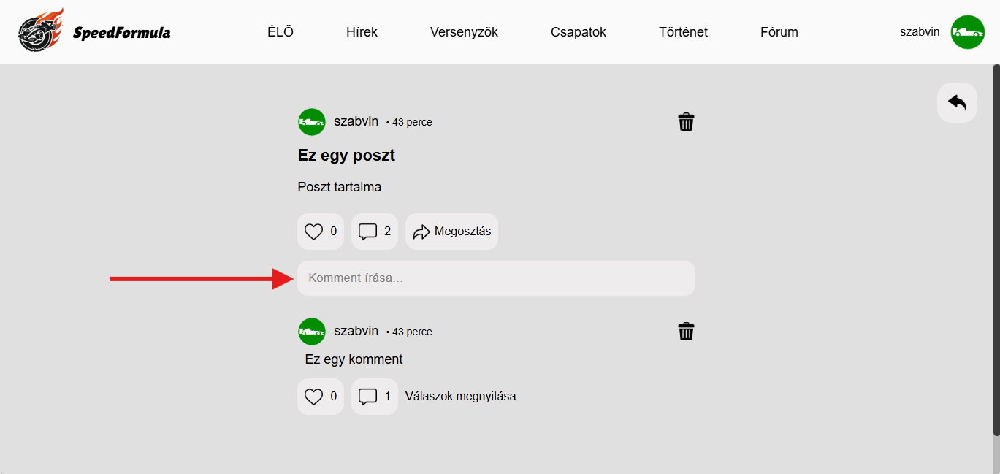 SpeedFormula ÉLŐ Hírek Versenyzők Csapatok Történet Fórum szabvin
szabvin • 43 perce
Ez egy poszt
Poszt tartalma
0 2 Megosztás
Komment írása...
szabvin • 43 perce
Ez egy komment
0 1 Válaszok megnyitása